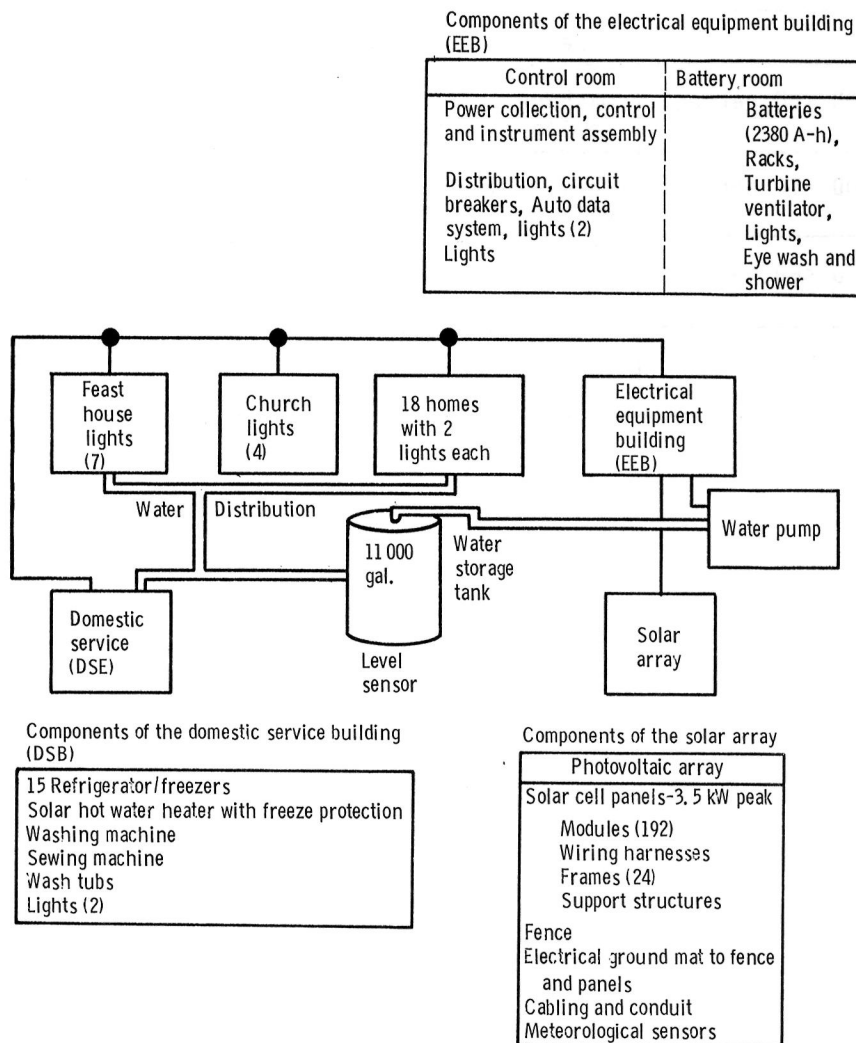 Components of the electrical equipment building
(EEB)
Control room
Power collection, control
and instrument assembly
Distribution, circuit
breakers, Auto data
system, lights (2)
Lights
Battery room
Batteries
(2380 A-h),
Racks,
Turbine
ventilator,
Lights,
Eye wash and
shower
Feast
house
lights
(7)
Church
lights
(4)
18 homes
with 2
lights each
Electrical
equipment
building
(EEB)
Water Distribution
11 000
gal.
Water
storage
tank
Water pump
Domestic
service
(DSE)
Level
sensor
Solar
array
Components of the domestic service building
(DSB)
15 Refrigerator/freezers
Solar hot water heater with freeze protection
Washing machine
Sewing machine
Wash tubs
Lights (2)
Components of the solar array
Photovoltaic array
Solar cell panels-3.5 kW peak
Modules (192)
Wiring harnesses
Frames (24)
Support structures
Fence
Electrical ground mat to fence
and panels
Cabling and conduit
Meteorological sensors